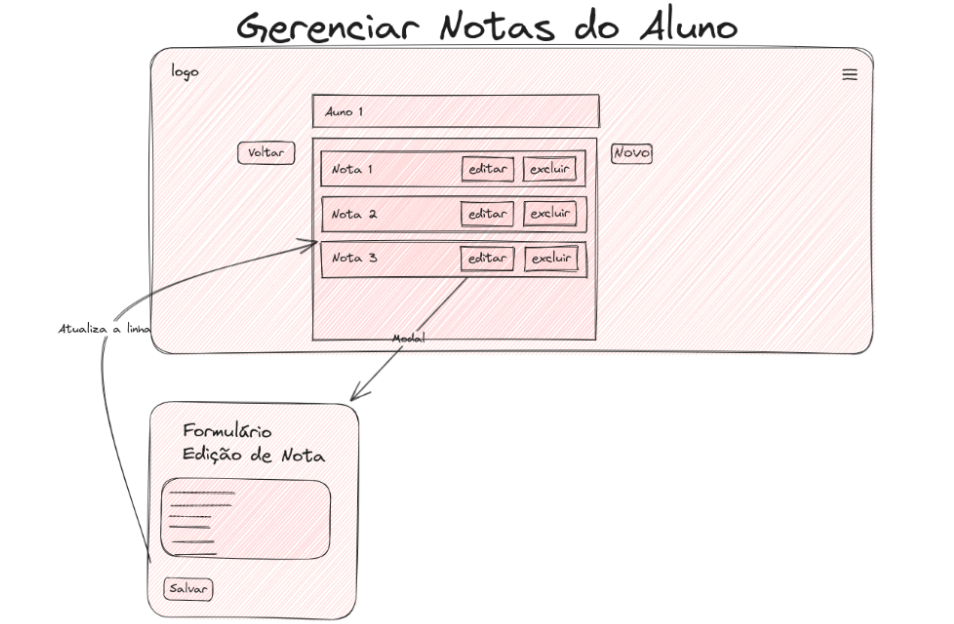 Gerenciar Notas do Aluno
logo
Auno 1
Voltar
Novo
Nota 1 editar excluir
Nota 2 editar excluir
Nota 3 editar excluir
Atualiza a linha
Modal
Formulário
Edição de Nota
Salvar